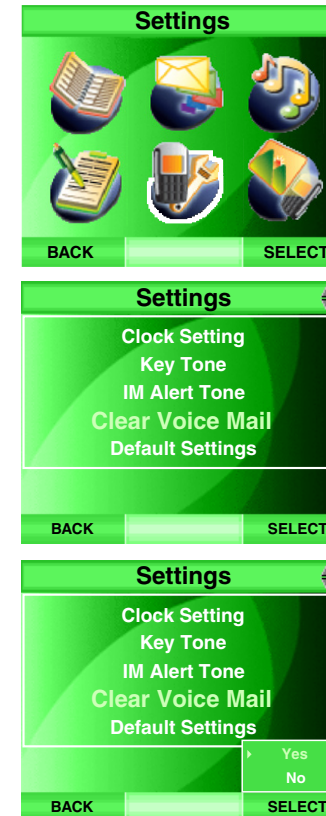 Settings
BACK SELECT
Settings
Clock Setting
Key Tone
IM Alert Tone
Clear Voice Mail
Default Settings
BACK SELECT
Settings
Clock Setting
Key Tone
IM Alert Tone
Clear Voice Mail
Default Settings
Yes
No
BACK SELECT